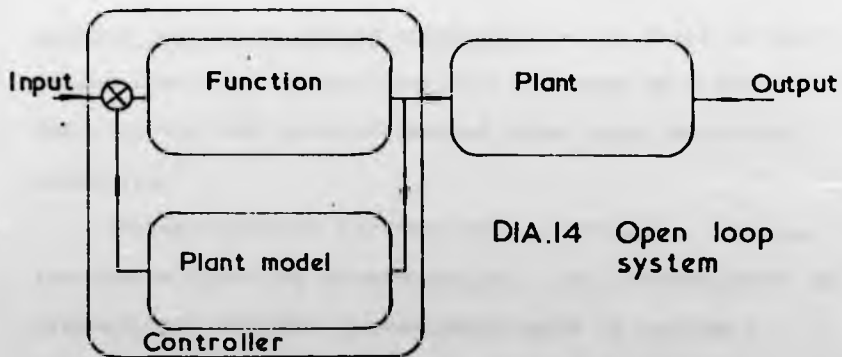 Input
Function
Plant
Output
Plant model
DIA.14 Open loop
system
Controller